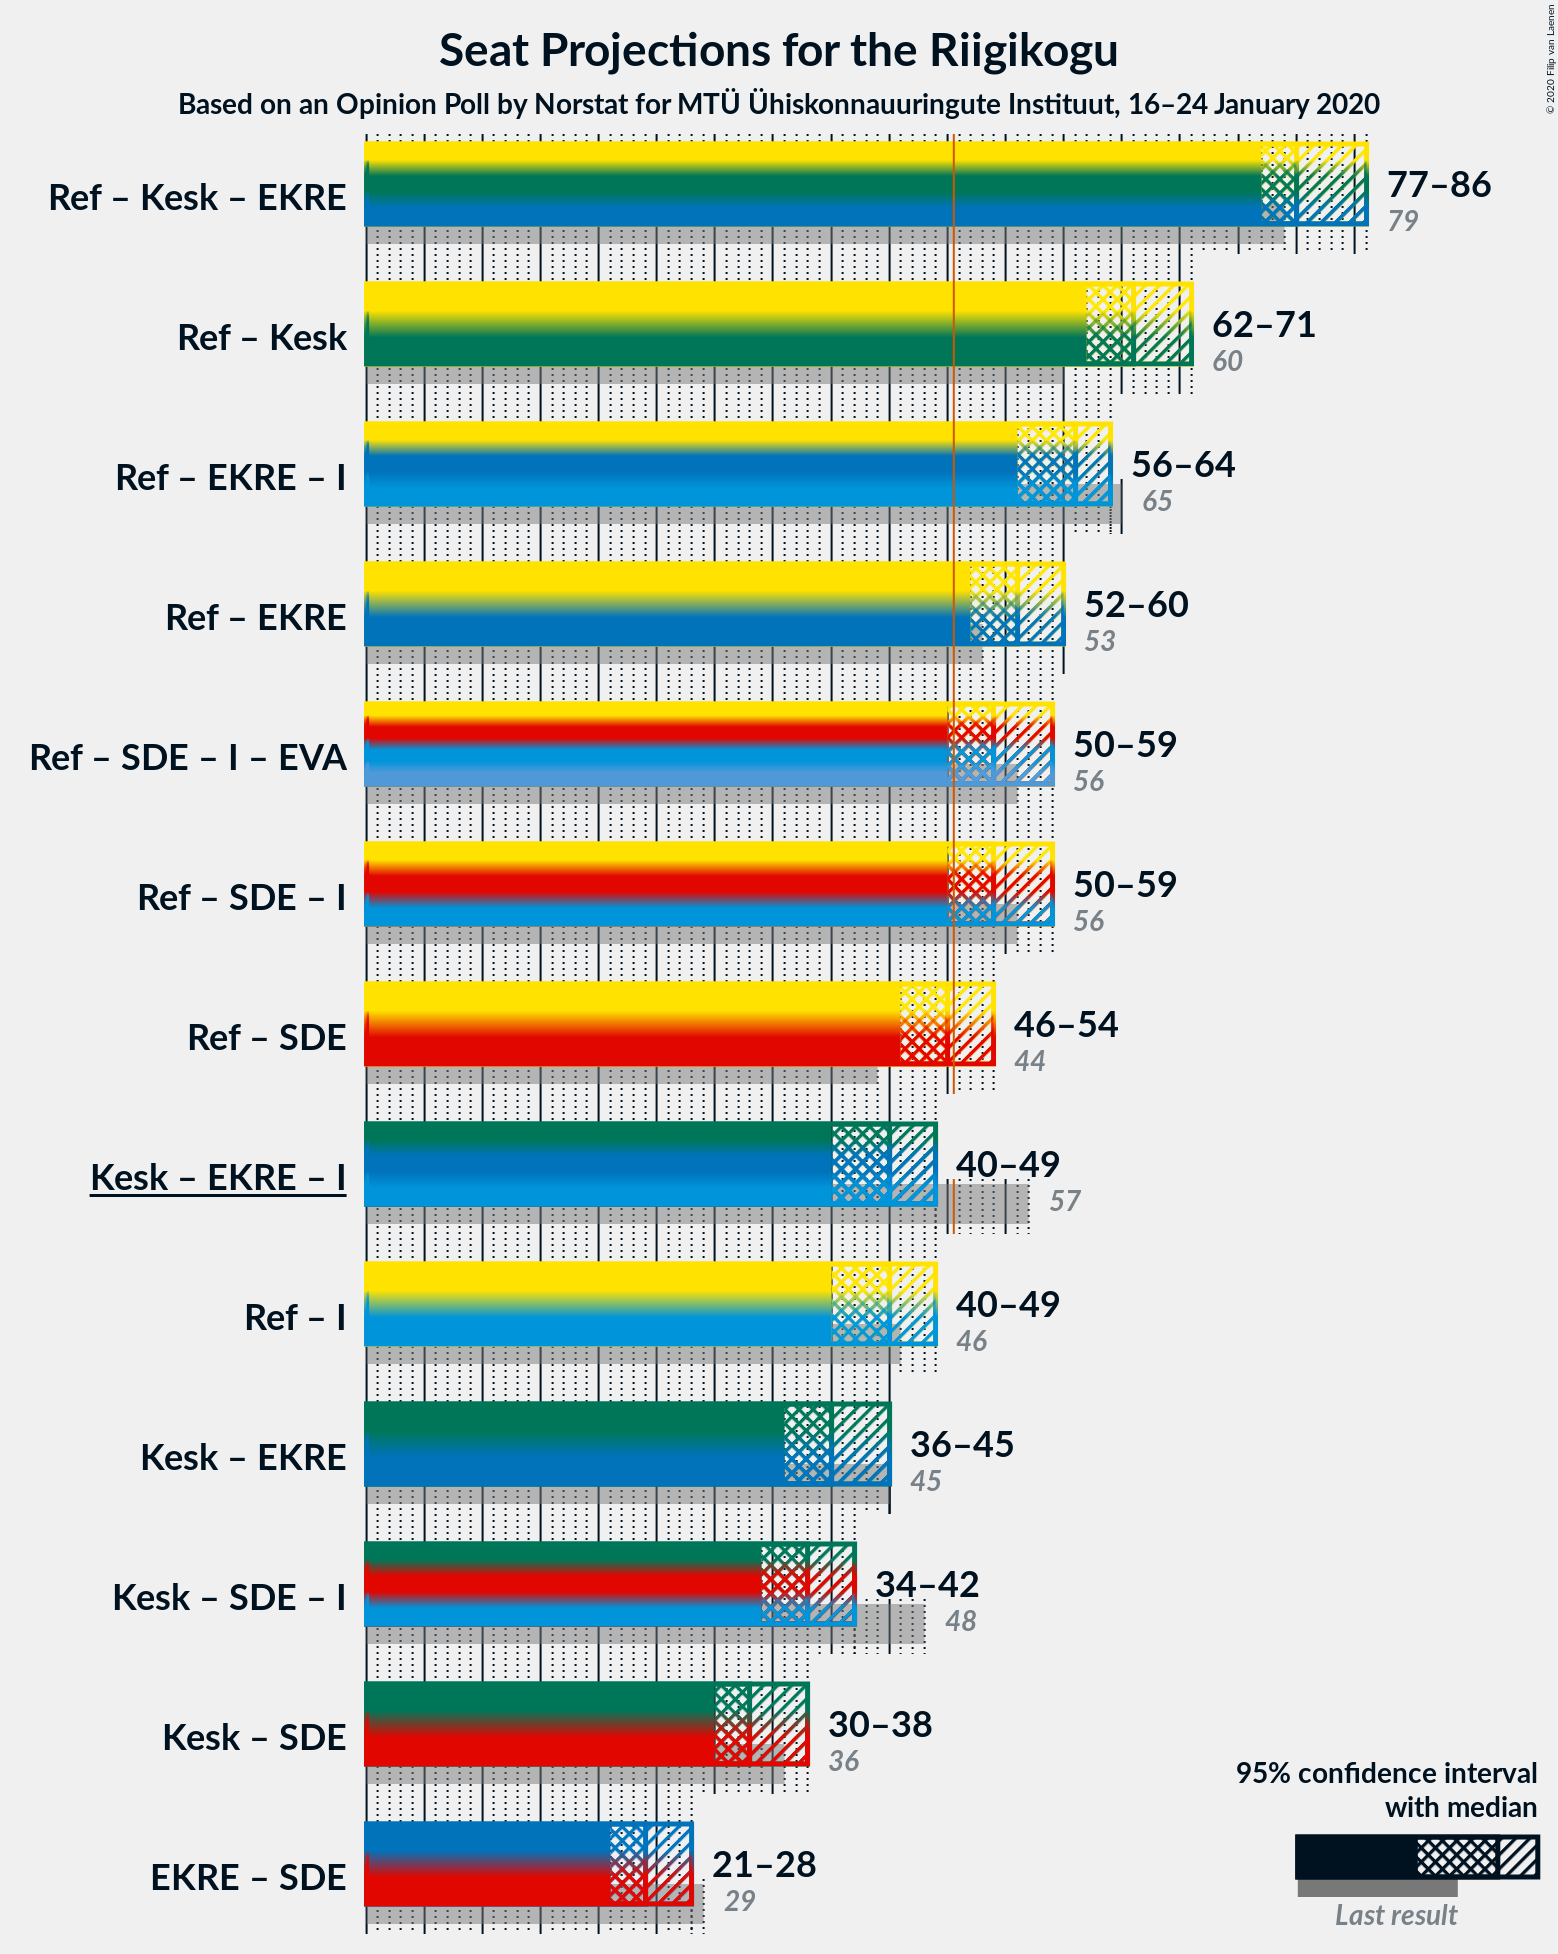 Seat Projections for the Riigikogu
Based on an Opinion Poll by Norstat for MTÜ Ühiskonnauuringute Instituut, 16–24 January 2020
© 2020 Filip van Laenen
Ref – Kesk – EKRE
77–86
79
Ref – Kesk
62–71
60
Ref – EKRE – I
56–64
65
Ref – EKRE
52–60
53
Ref – SDE – I – EVA
50–59
56
Ref – SDE – I
50–59
56
Ref – SDE
46–54
44
Kesk – EKRE – I
40–49
57
Ref – I
40–49
46
Kesk – EKRE
36–45
45
Kesk – SDE – I
34–42
48
Kesk – SDE
30–38
36
EKRE – SDE
21–28
29
95% confidence interval
with median
Last result